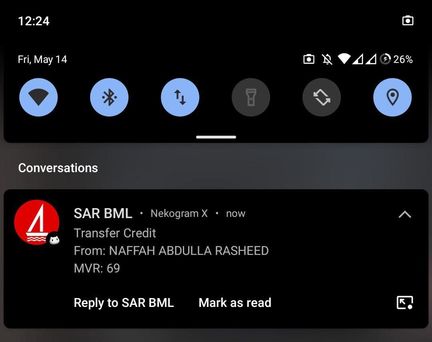 12:24
Fri, May 14
26%
Conversations
SAR BML • Nekogram X • now
Transfer Credit
From: NAFFAH ABDULLA RASHEED
MVR: 69
Reply to SAR BML Mark as read